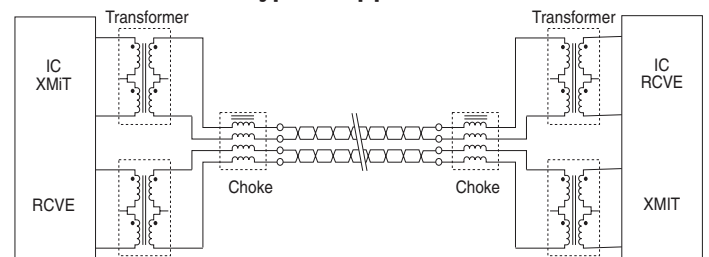 Transformer
Transformer
IC
XMiT
IC
RCVE
Choke
Choke
RCVE
XMIT